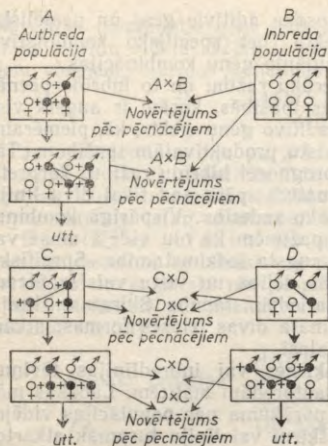 A
Autbreda
populācija
B
Inbreda
populācija
A×B
Novērtējums
pēc pēcnācējiem
A×B
Novērtējums
pēc pēcnācējiem
utt.
C
D
C×D
D×C
Novērtējums
pēc pēcnācējiem
C×D
D×C
Novērtējums
pēc pēcnācējiem
utt.
utt.